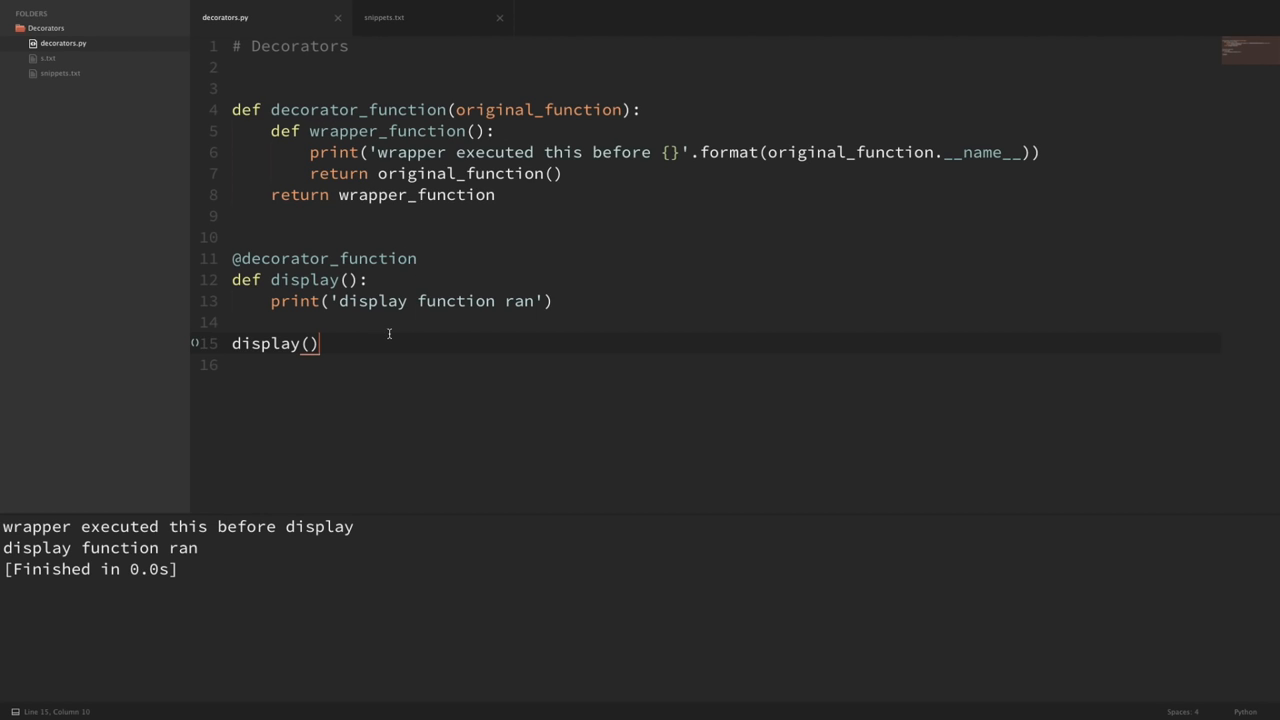 FOLDERS
Decorators
decorators.py
s.txt
snippets.txt
decorators.py
snippets.txt
1 # Decorators
2
3
4 def decorator_function(original_function):
5     def wrapper_function():
6         print('wrapper executed this before {}'.format(original_function.__name__))
7         return original_function()
8     return wrapper_function
9
10
11 @decorator_function
12 def display():
13     print('display function ran')
14
15 display()
16
wrapper executed this before display
display function ran
[Finished in 0.0s]
Line 15, Column 10
Spaces: 4
Python